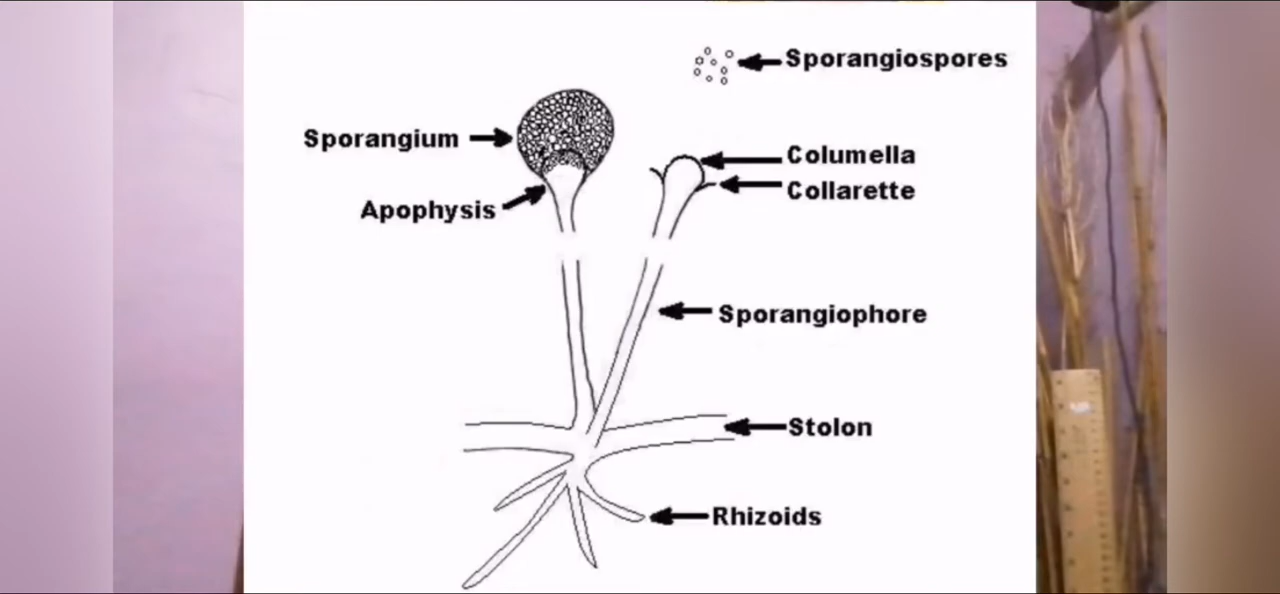 Sporangiospores
Sporangium
Columella
Collarette
Apophysis
Sporangiophore
Stolon
Rhizoids